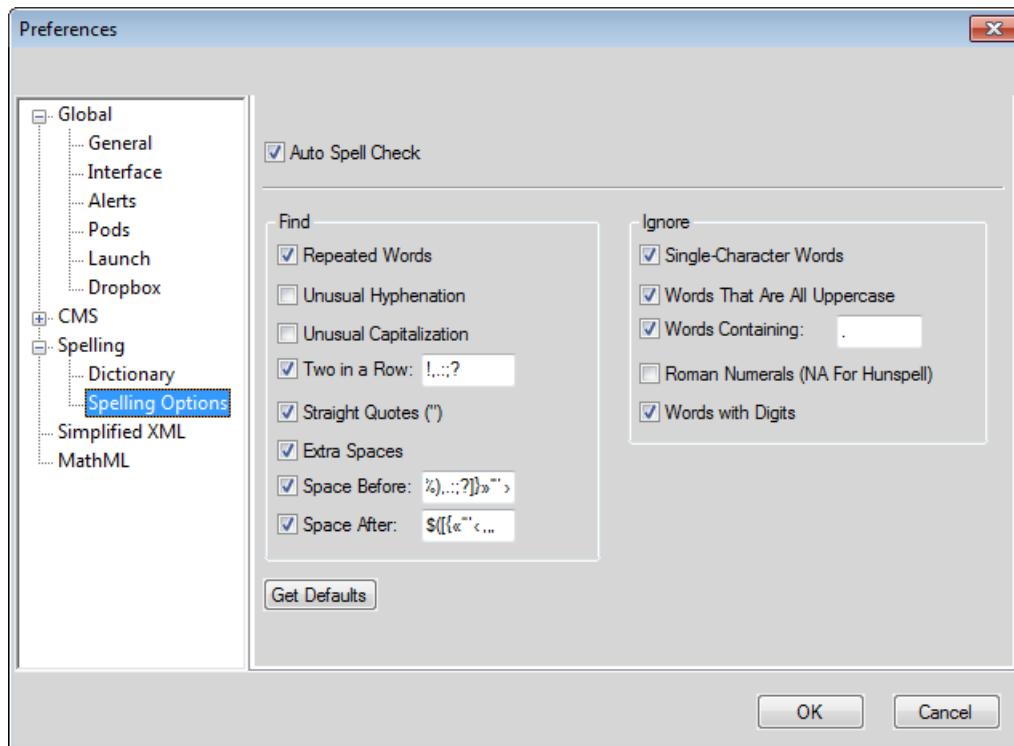 Preferences
Global
General
Interface
Alerts
Pods
Launch
Dropbox
CMS
Spelling
Dictionary
Spelling Options
Simplified XML
MathML
Auto Spell Check
Find
Repeated Words
Unusual Hyphenation
Unusual Capitalization
Two in a Row: !,.:;?
Straight Quotes ('')
Extra Spaces
Space Before: %),.:;?]}»"'›
Space After: $([{«"'‹,„
Ignore
Single-Character Words
Words That Are All Uppercase
Words Containing: .
Roman Numerals (NA For Hunspell)
Words with Digits
Get Defaults
OK
Cancel